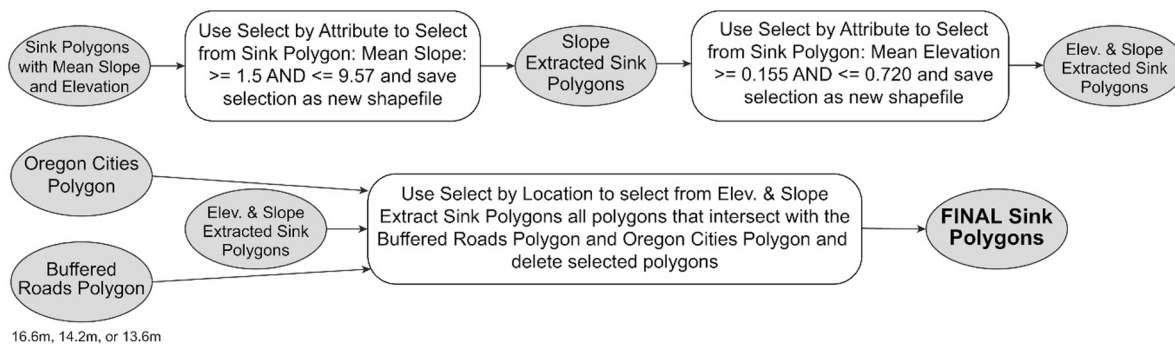 Sink Polygons
with Mean Slope
and Elevation
Use Select by Attribute to Select
from Sink Polygon: Mean Slope:
>= 1.5 AND <= 9.57 and save
selection as new shapefile
Slope
Extracted Sink
Polygons
Use Select by Attribute to Select
from Sink Polygon: Mean Elevation
>= 0.155 AND <= 0.720 and save
selection as new shapefile
Elev. & Slope
Extracted Sink
Polygons
Oregon Cities
Polygon
Elev. & Slope
Extracted Sink
Polygons
Buffered
Roads Polygon
16.6m, 14.2m, or 13.6m
Use Select by Location to select from Elev. & Slope
Extract Sink Polygons all polygons that intersect with the
Buffered Roads Polygon and Oregon Cities Polygon and
delete selected polygons
FINAL Sink
Polygons